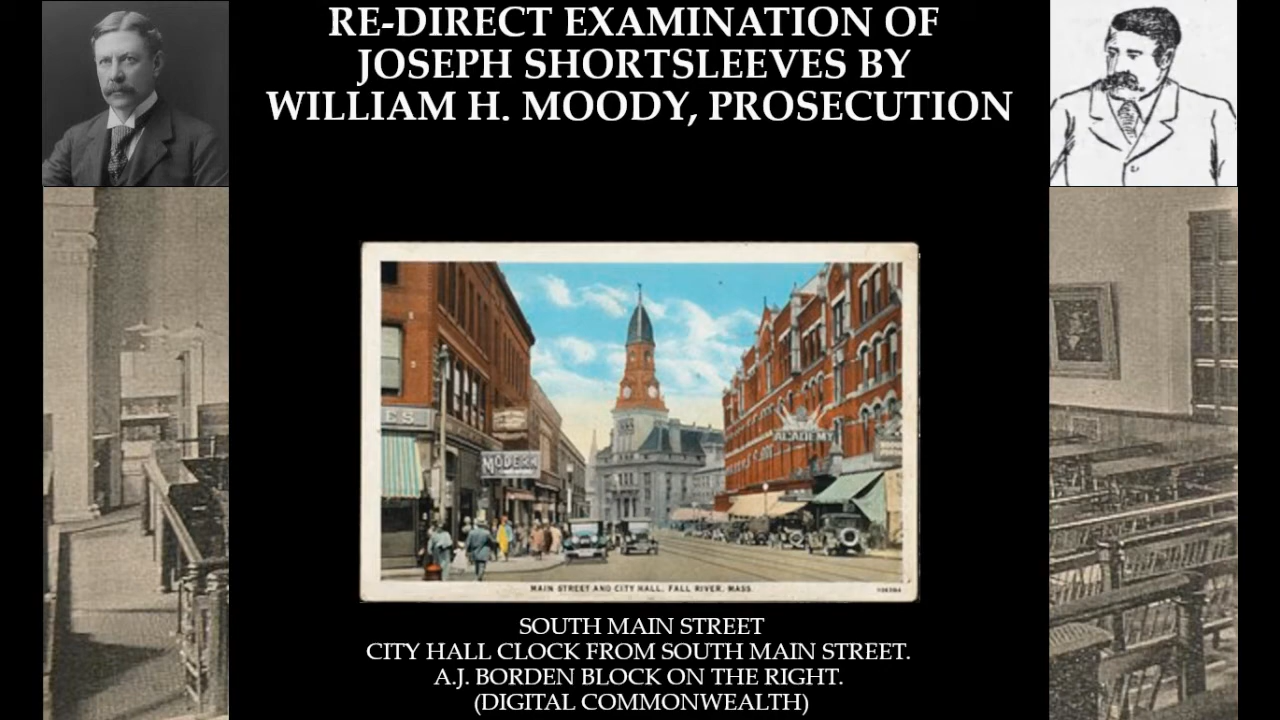 RE-DIRECT EXAMINATION OF
JOSEPH SHORTSLEEVES BY
WILLIAM H. MOODY, PROSECUTION
ES
MODERN
ACADEMY
MAIN STREET AND CITY HALL, FALL RIVER, MASS.
SOUTH MAIN STREET
CITY HALL CLOCK FROM SOUTH MAIN STREET.
A.J. BORDEN BLOCK ON THE RIGHT.
(DIGITAL COMMONWEALTH)